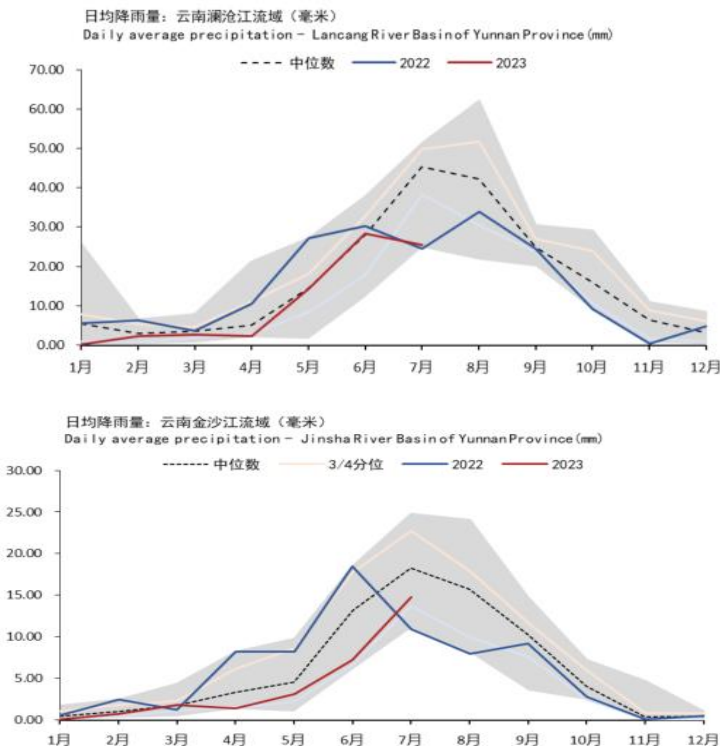 日均降雨量：云南澜沧江流域（毫米）
Daily average precipitation - Lancang River Basin of Yunnan Province (mm)
中位数 2022 2023
70.00
60.00
50.00
40.00
30.00
20.00
10.00
0.00
1月 2月 3月 4月 5月 6月 7月 8月 9月 10月 11月 12月
日均降雨量：云南金沙江流域（毫米）
Daily average precipitation - Jinsha River Basin of Yunnan Province (mm)
中位数 3/4分位 2022 2023
30.00
25.00
20.00
15.00
10.00
5.00
0.00
1月 2月 3月 4月 5月 6月 7月 8月 9月 10月 11月 12月